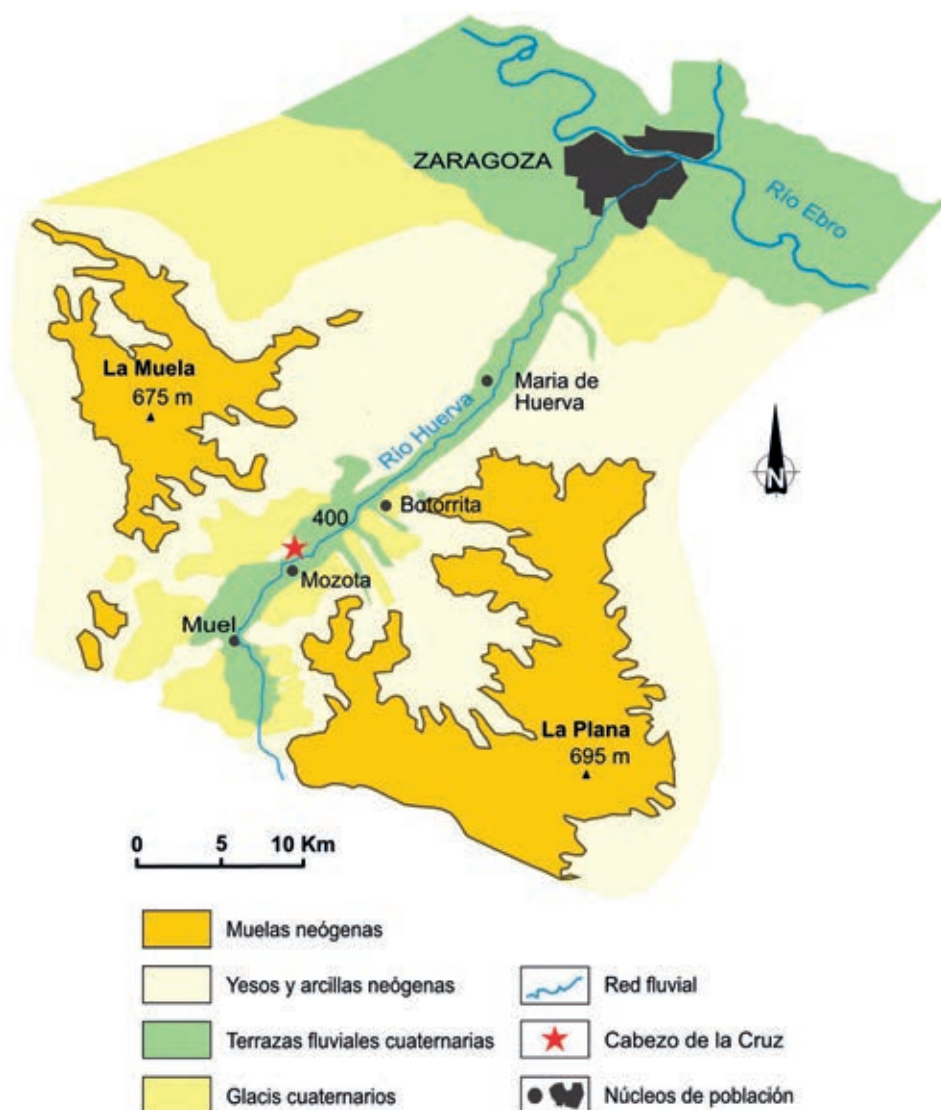 ZARAGOZA
Río Ebro
La Muela
675 m
Maria de
Huerva
Río Huerva
N
Botorrita
400
Mozota
Muel
La Plana
695 m
0 5 10 Km
Muelas neógenas
Yesos y arcillas neógenas
Red fluvial
Terrazas fluviales cuaternarias
Cabezo de la Cruz
Glacis cuaternarios
Núcleos de población